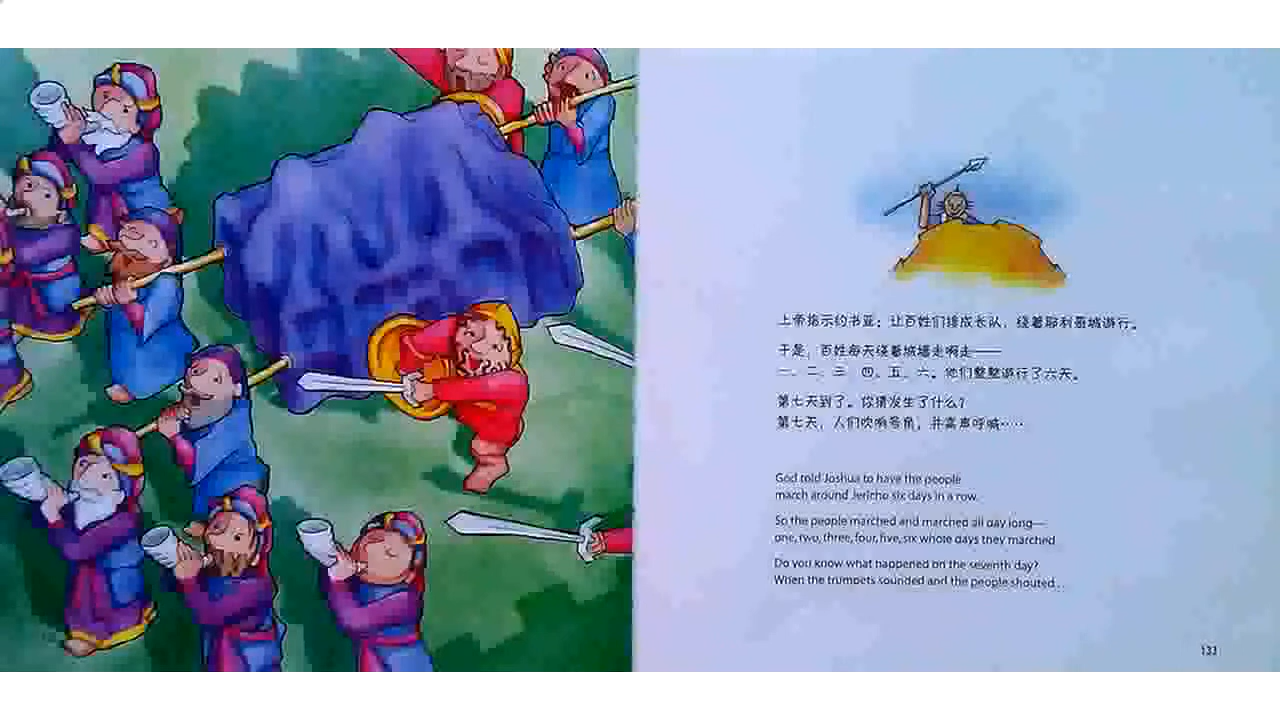 上帝指示约书亚：让百姓们排成长队，绕着耶利哥城游行。
于是，百姓每天绕着城墙走啊走——
一、二、三、四、五、六。他们整整游行了六天。
第七天到了。你猜发生了什么？
第七天，人们吹响号角，并高声呼喊……
God told Joshua to have the people
march around Jericho six days in a row.
So the people marched and marched all day long—
one, two, three, four, five, six whole days they marched.
Do you know what happened on the seventh day?
When the trumpets sounded and the people shouted…
133